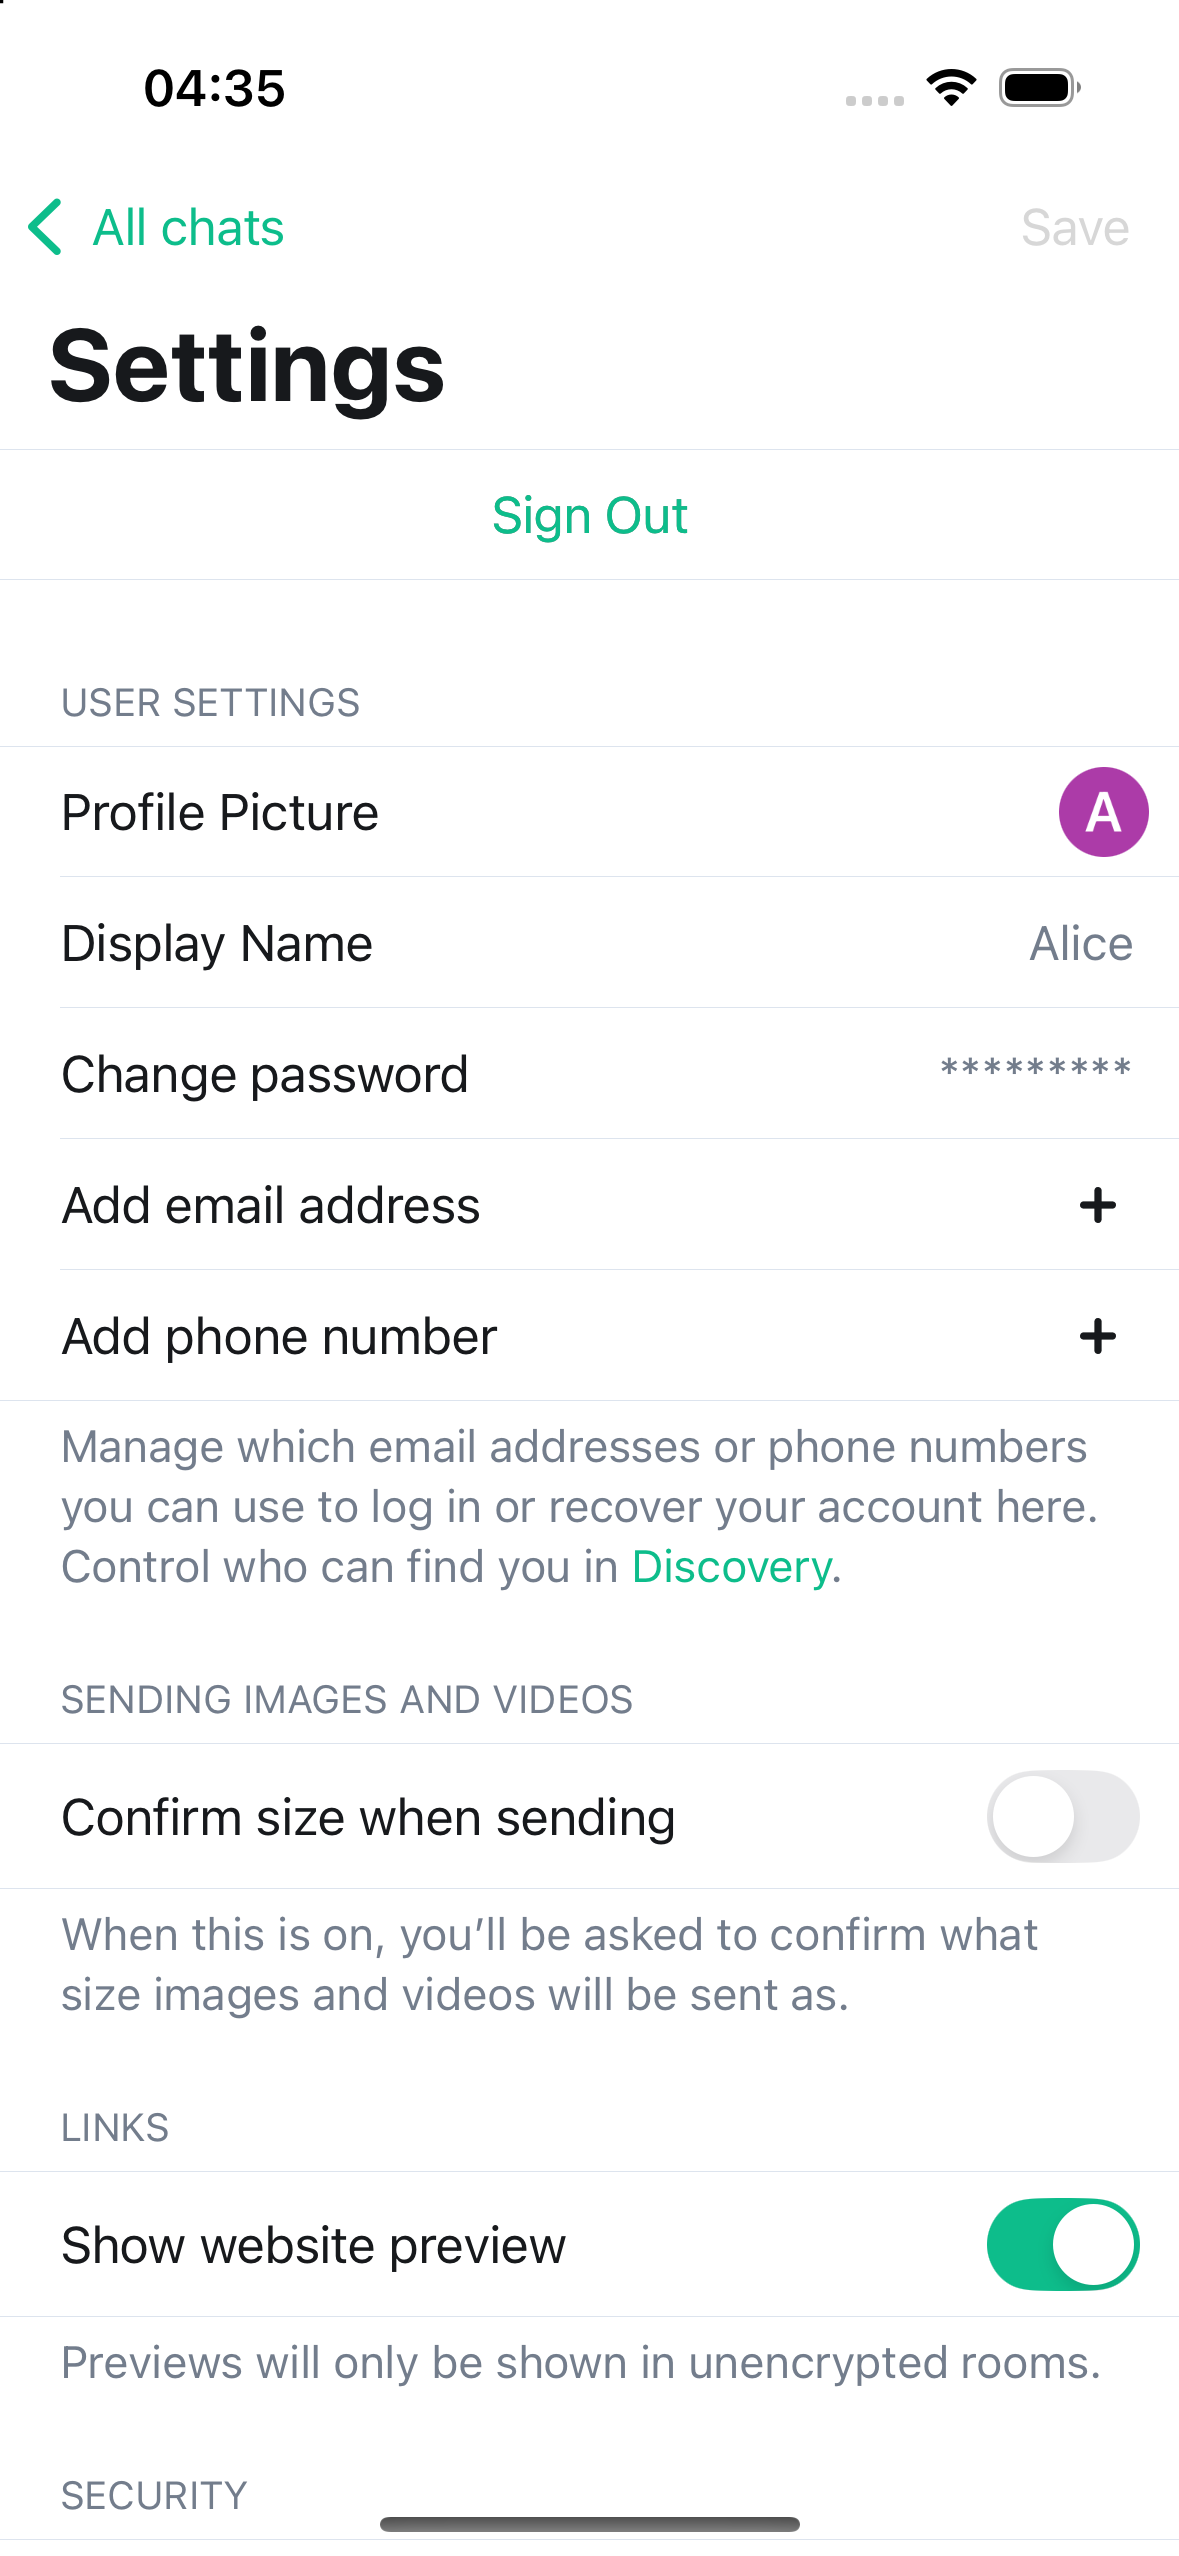 04:35
All chats
Save
Settings
Sign Out
USER SETTINGS
Profile Picture
A
Display Name
Alice
Change password
*********
Add email address
+
Add phone number
+
Manage which email addresses or phone numbers
you can use to log in or recover your account here.
Control who can find you in Discovery.
SENDING IMAGES AND VIDEOS
Confirm size when sending
When this is on, you’ll be asked to confirm what
size images and videos will be sent as.
LINKS
Show website preview
Previews will only be shown in unencrypted rooms.
SECURITY